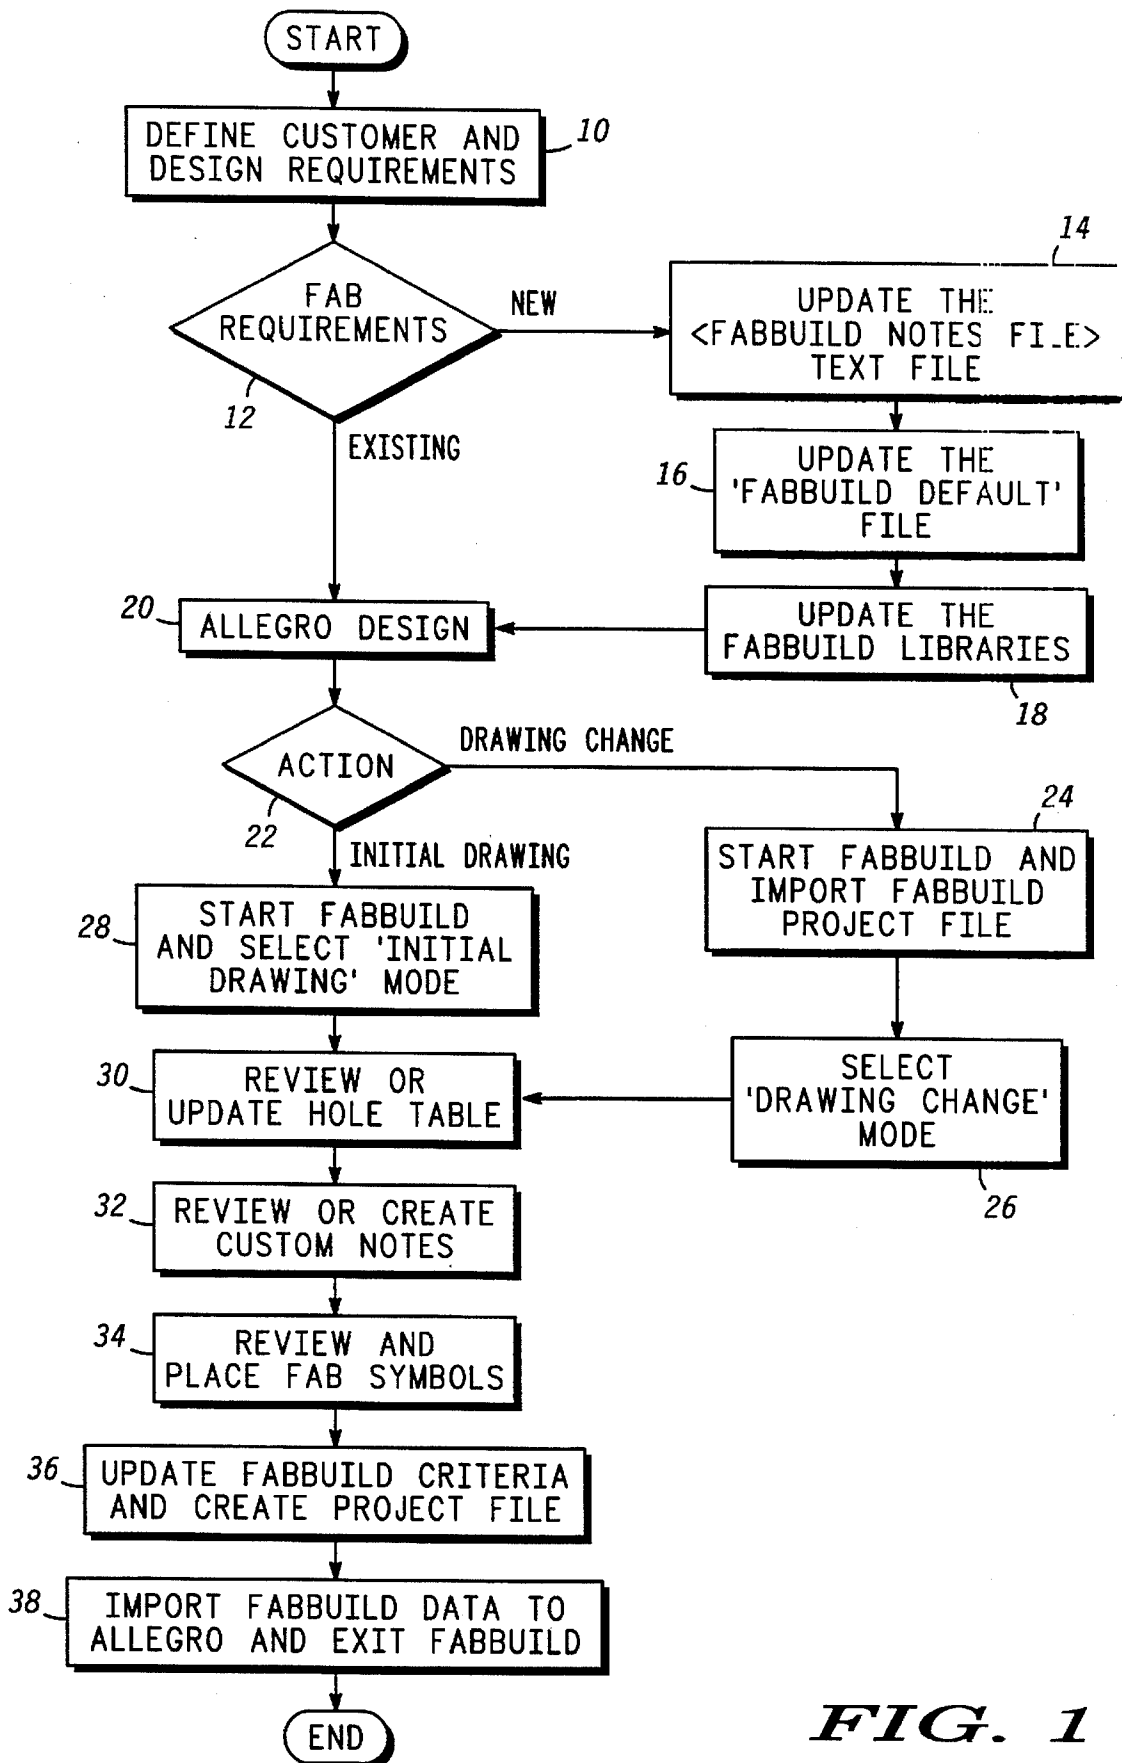 START
DEFINE CUSTOMER AND
DESIGN REQUIREMENTS
10
FAB
REQUIREMENTS
12
NEW
EXISTING
14
UPDATE THE
<FABBUILD NOTES FILE>
TEXT FILE
16
UPDATE THE
'FABBUILD DEFAULT'
FILE
UPDATE THE
FABBUILD LIBRARIES
18
20
ALLEGRO DESIGN
ACTION
22
DRAWING CHANGE
INITIAL DRAWING
24
START FABBUILD AND
IMPORT FABBUILD
PROJECT FILE
SELECT
'DRAWING CHANGE'
MODE
26
28
START FABBUILD
AND SELECT 'INITIAL
DRAWING' MODE
30
REVIEW OR
UPDATE HOLE TABLE
32
REVIEW OR CREATE
CUSTOM NOTES
34
REVIEW AND
PLACE FAB SYMBOLS
36
UPDATE FABBUILD CRITERIA
AND CREATE PROJECT FILE
38
IMPORT FABBUILD DATA TO
ALLEGRO AND EXIT FABBUILD
END
FIG. 1